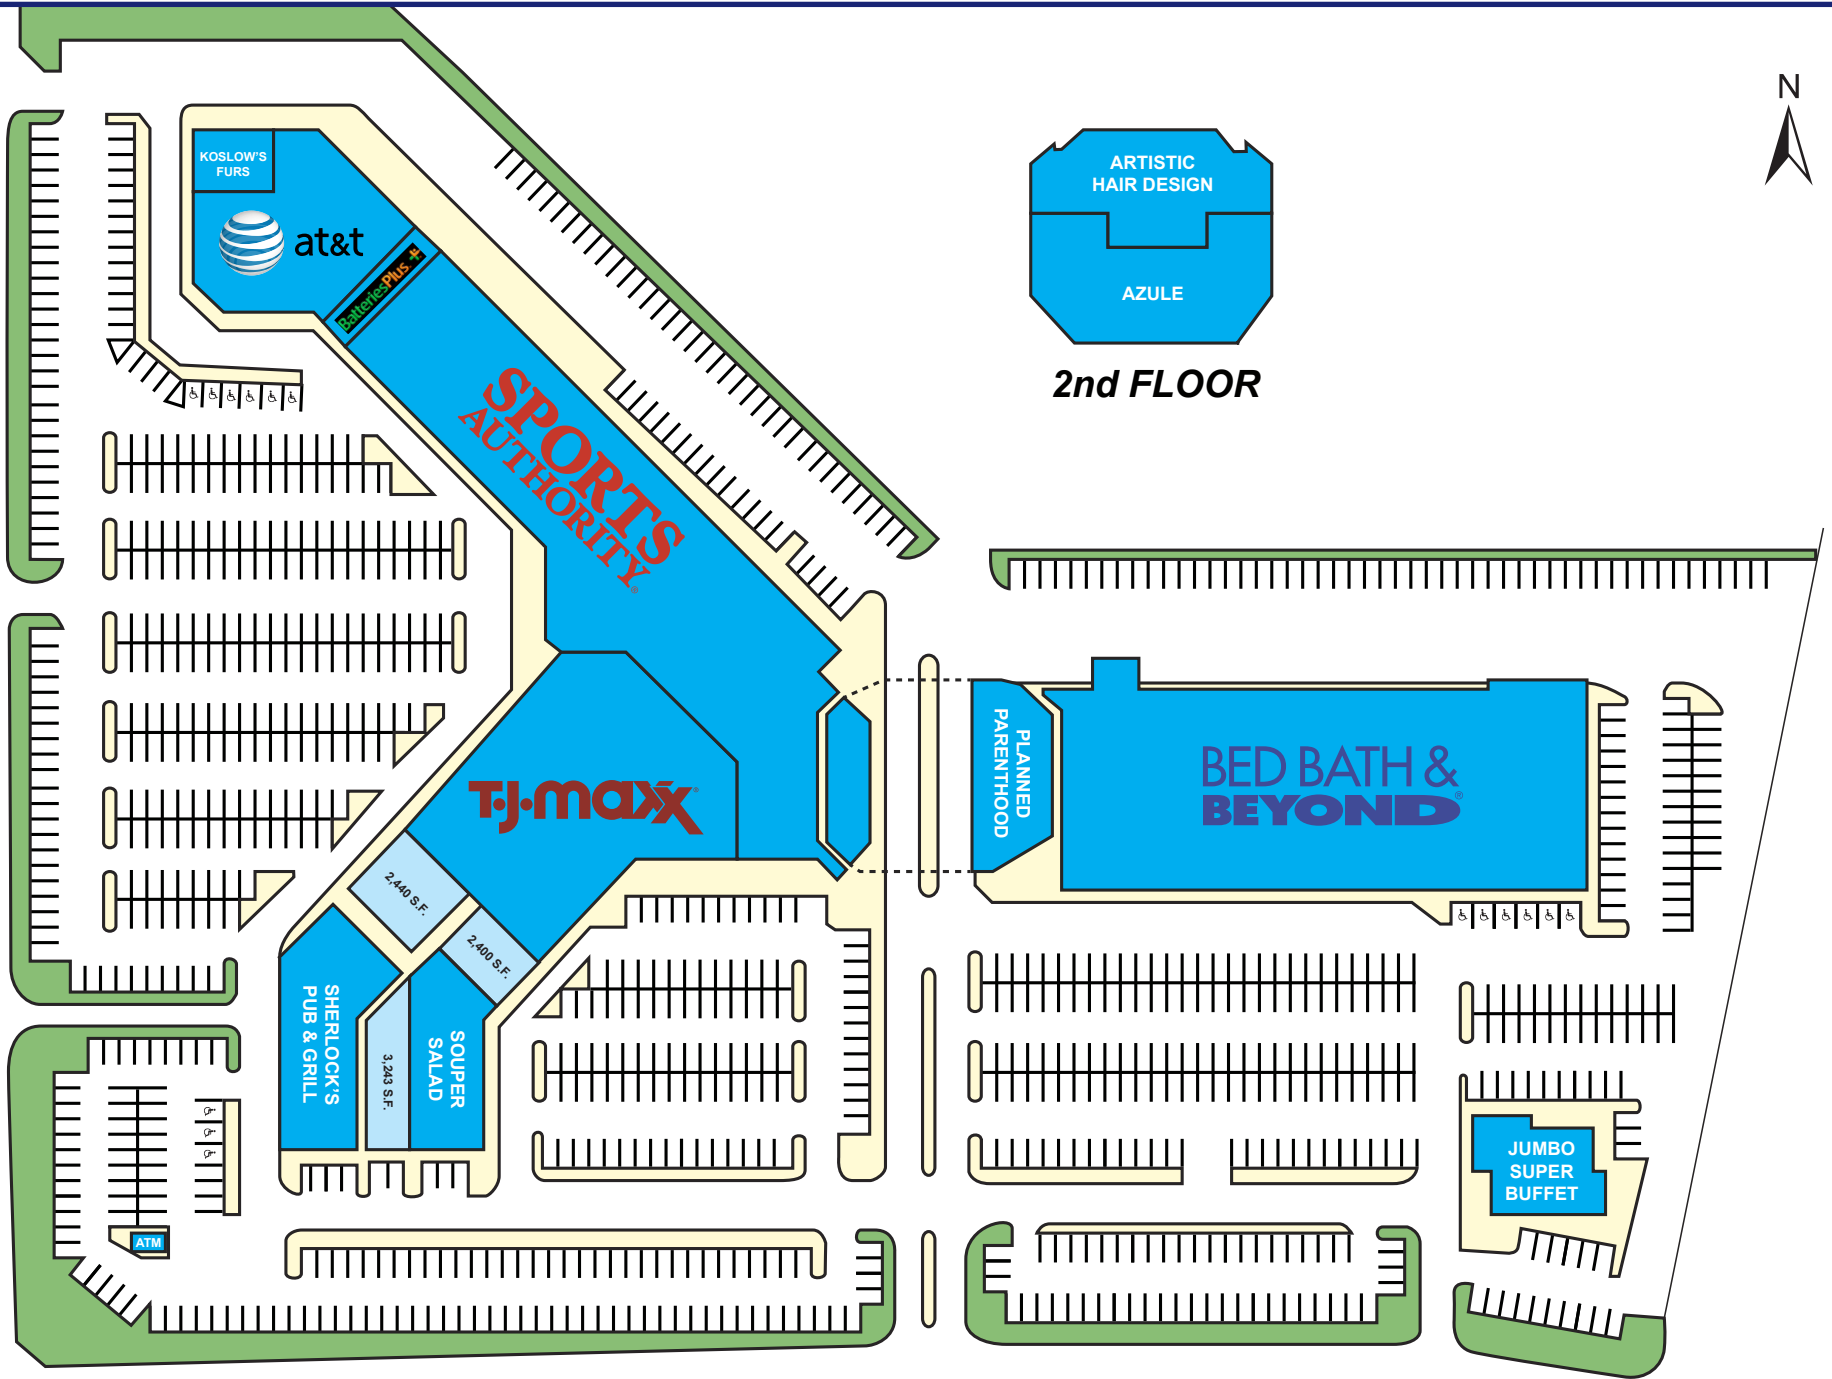 N
KOSLOW'S
FURS
at&t
BatteriesPlus+
ARTISTIC
HAIR DESIGN
AZULE
2nd FLOOR
SPORTS
AUTHORITY®
PLANNED
PARENTHOOD
BED BATH &
BEYOND®
T·J·maxx
2,440 S.F.
2,400 S.F.
SHERLOCK'S
PUB & GRILL
3,243 S.F.
SOUPER
SALAD
JUMBO
SUPER
BUFFET
ATM